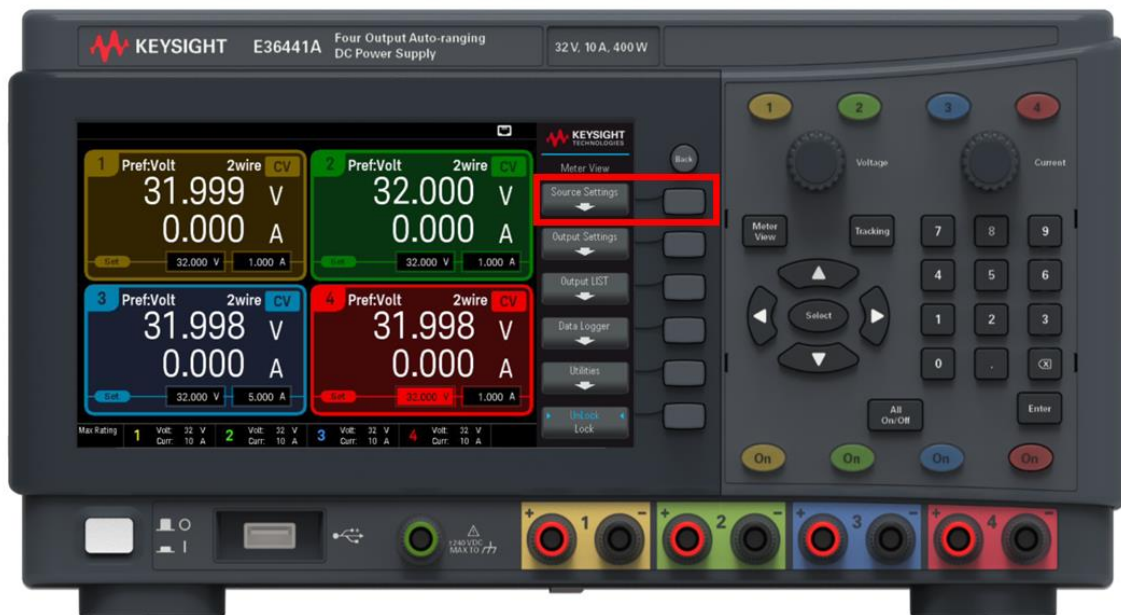 KEYSIGHT E36441A Four Output Auto-ranging
DC Power Supply
32 V, 10 A, 400 W
KEYSIGHT
TECHNOLOGIES
Meter View
Back
Source Settings
Output Settings
Output LIST
Data Logger
Utilities
UnLock
Lock
1 Pref:Volt 2wire CV
31.999 V
0.000 A
Set 32.000 V 1.000 A
2 Pref:Volt 2wire CV
32.000 V
0.000 A
Set 32.000 V 1.000 A
3 Pref:Volt 2wire CV
31.998 V
0.000 A
Set 32.000 V 5.000 A
4 Pref:Volt 2wire CV
31.998 V
0.000 A
Set 32.000 V 1.000 A
Max Rating 1 Volt: 32 V 2 Volt: 32 V 3 Volt: 32 V 4 Volt: 32 V
Curr: 10 A Curr: 10 A Curr: 10 A Curr: 10 A
1 2 3 4
Voltage Current
Meter
View
Tracking
7 8 9
4 5 6
Select
1 2 3
0 .
All
On/Off
Enter
On On On On
±240 VDC
MAX TO
+ 1 - + 2 - + 3 - + 4 -